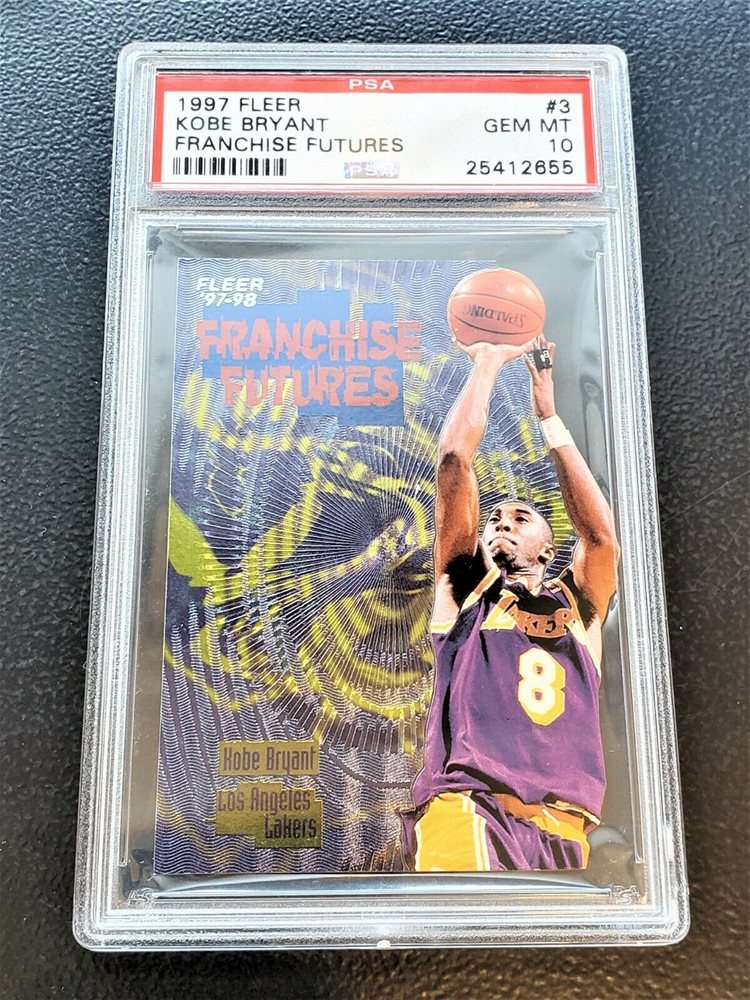 PSA
1997 FLEER #3
KOBE BRYANT GEM MT
FRANCHISE FUTURES 10
PSA 25412655
FLEER
'97-98
FRANCHISE
FUTURES
SPALDING
KER
8
Kobe Bryant
Los Angeles
Lakers